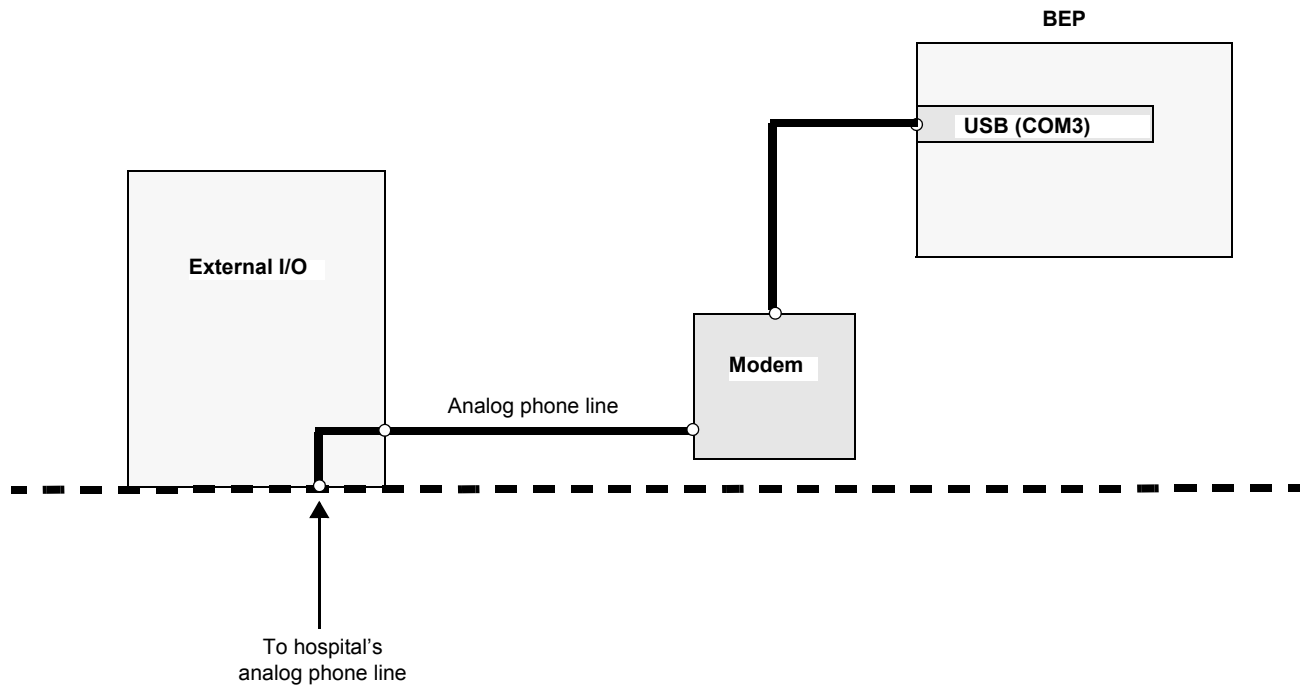 BEP
USB (COM3)
External I/O
Modem
Analog phone line
To hospital’s
analog phone line